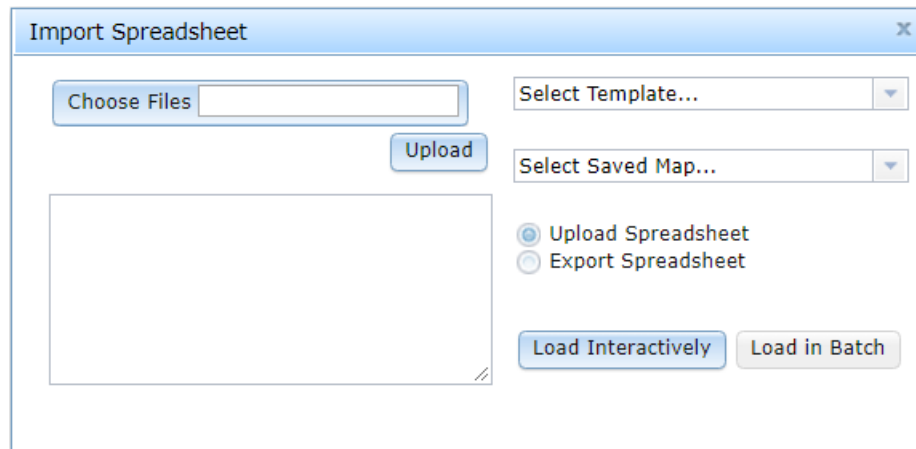 Import Spreadsheet
Choose Files
Upload
Select Template...
Select Saved Map...
Upload Spreadsheet
Export Spreadsheet
Load Interactively
Load in Batch